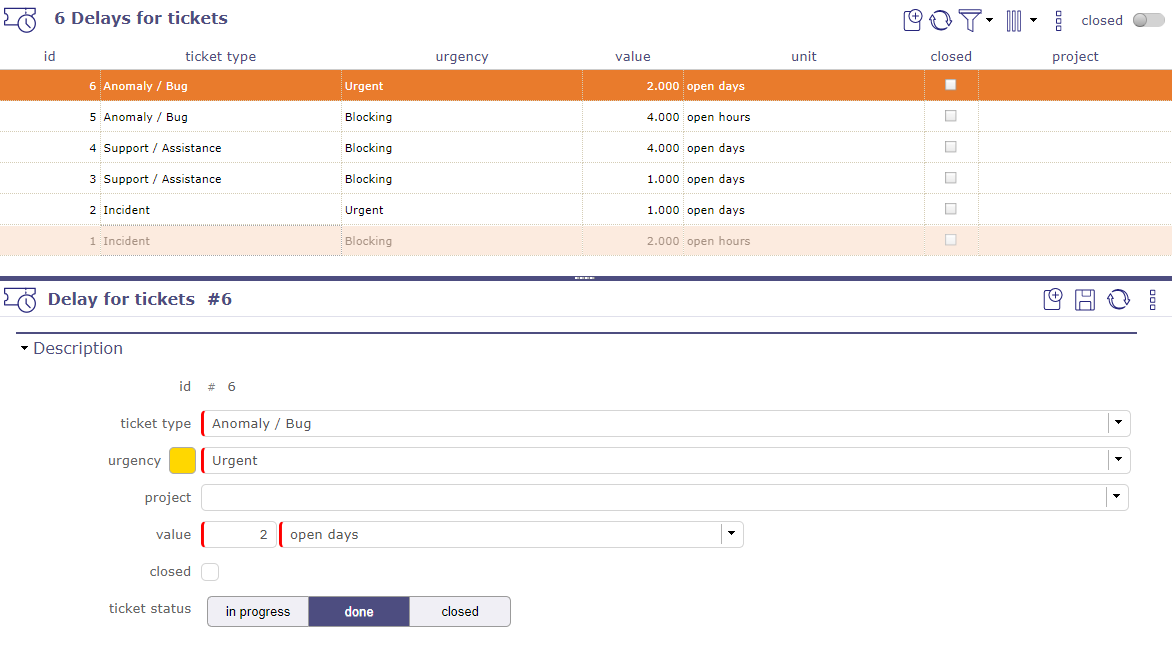 6 Delays for tickets closed
id ticket type urgency value unit closed project
6 Anomaly / Bug Urgent 2.000 open days
5 Anomaly / Bug Blocking 4.000 open hours
4 Support / Assistance Blocking 4.000 open days
3 Support / Assistance Blocking 1.000 open days
2 Incident Urgent 1.000 open days
1 Incident Blocking 2.000 open hours
Delay for tickets #6
Description
id # 6
ticket type Anomaly / Bug
urgency Urgent
project
value 2 open days
closed
ticket status in progress done closed